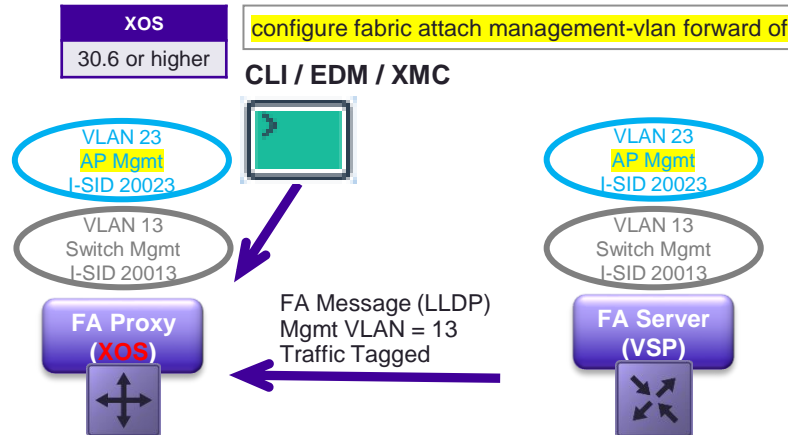 XOS
30.6 or higher
configure fabric attach management-vlan forward of
CLI / EDM / XMC
VLAN 23
AP Mgmt
I-SID 20023
VLAN 13
Switch Mgmt
I-SID 20013
FA Proxy
(XOS)
FA Message (LLDP)
Mgmt VLAN = 13
Traffic Tagged
VLAN 23
AP Mgmt
I-SID 20023
VLAN 13
Switch Mgmt
I-SID 20013
FA Server
(VSP)